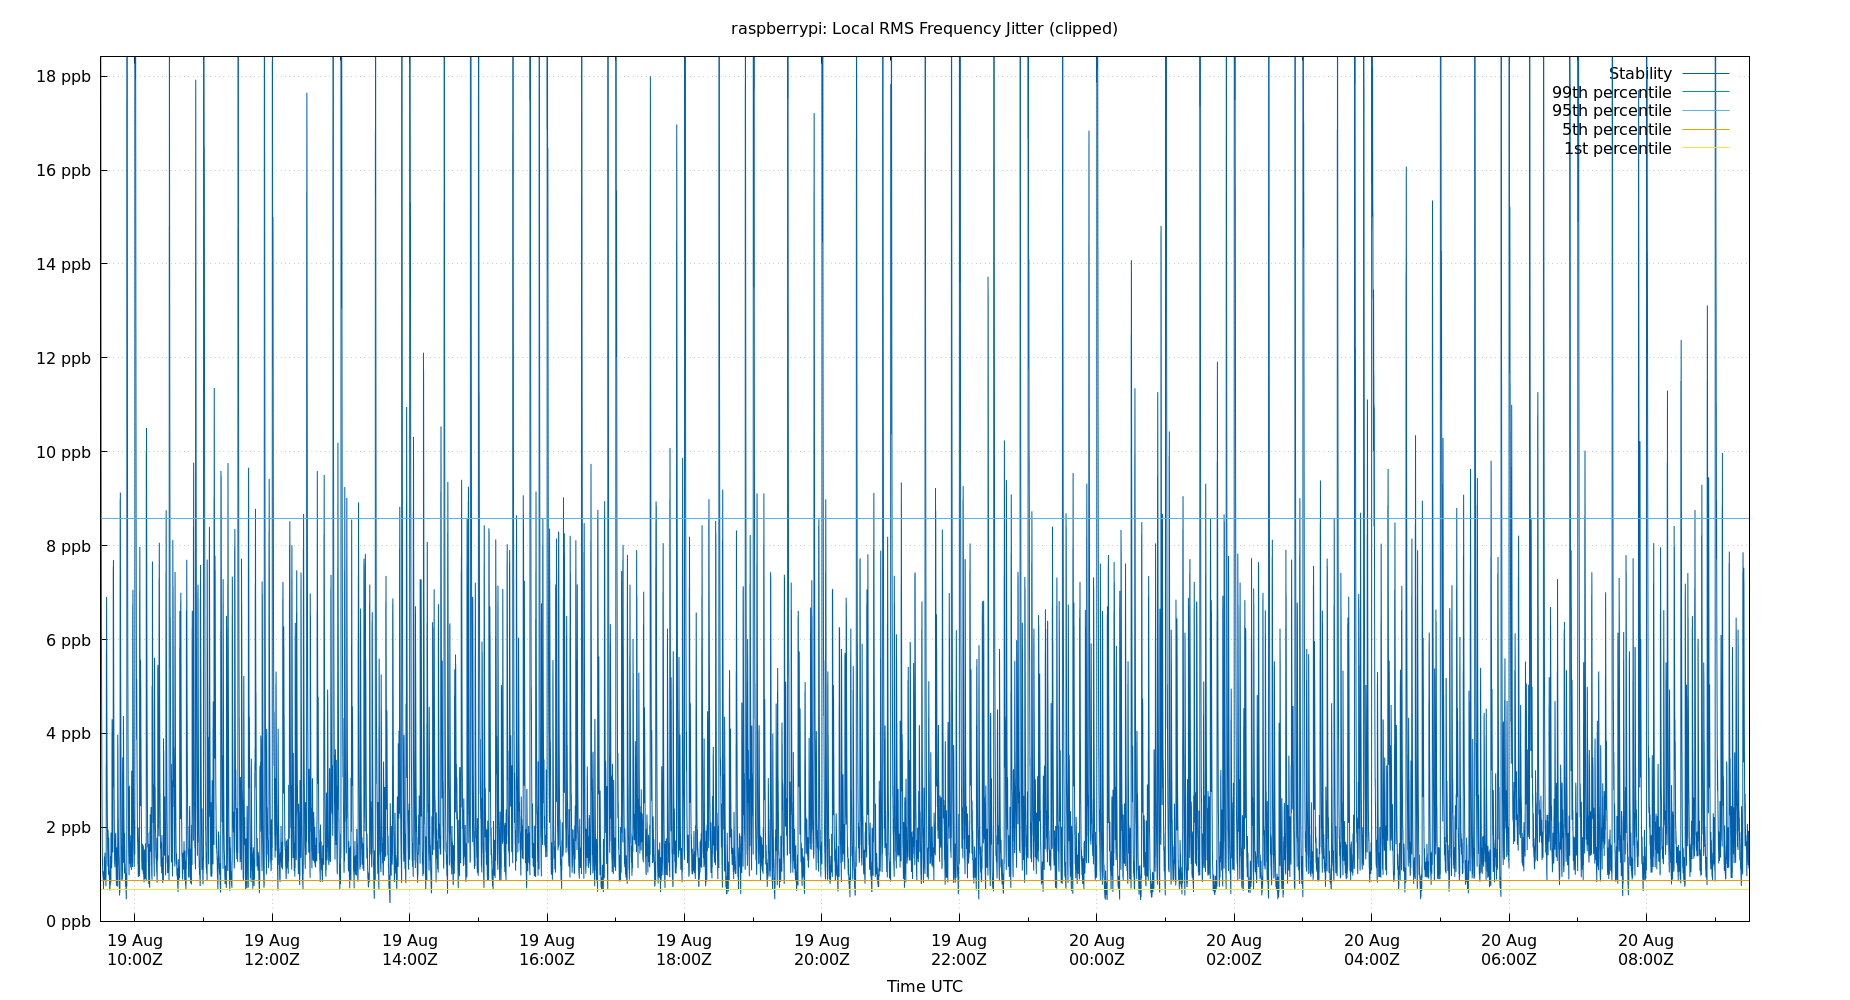 raspberrypi: Local RMS Frequency Jitter (clipped)
18 ppb
16 ppb
14 ppb
12 ppb
10 ppb
8 ppb
6 ppb
4 ppb
2 ppb
0 ppb
Stability
99th percentile
95th percentile
5th percentile
1st percentile
19 Aug 19 Aug 19 Aug 19 Aug 19 Aug 19 Aug 19 Aug 20 Aug 20 Aug 20 Aug 20 Aug 20 Aug
10:00Z 12:00Z 14:00Z 16:00Z 18:00Z 20:00Z 22:00Z 00:00Z 02:00Z 04:00Z 06:00Z 08:00Z
Time UTC